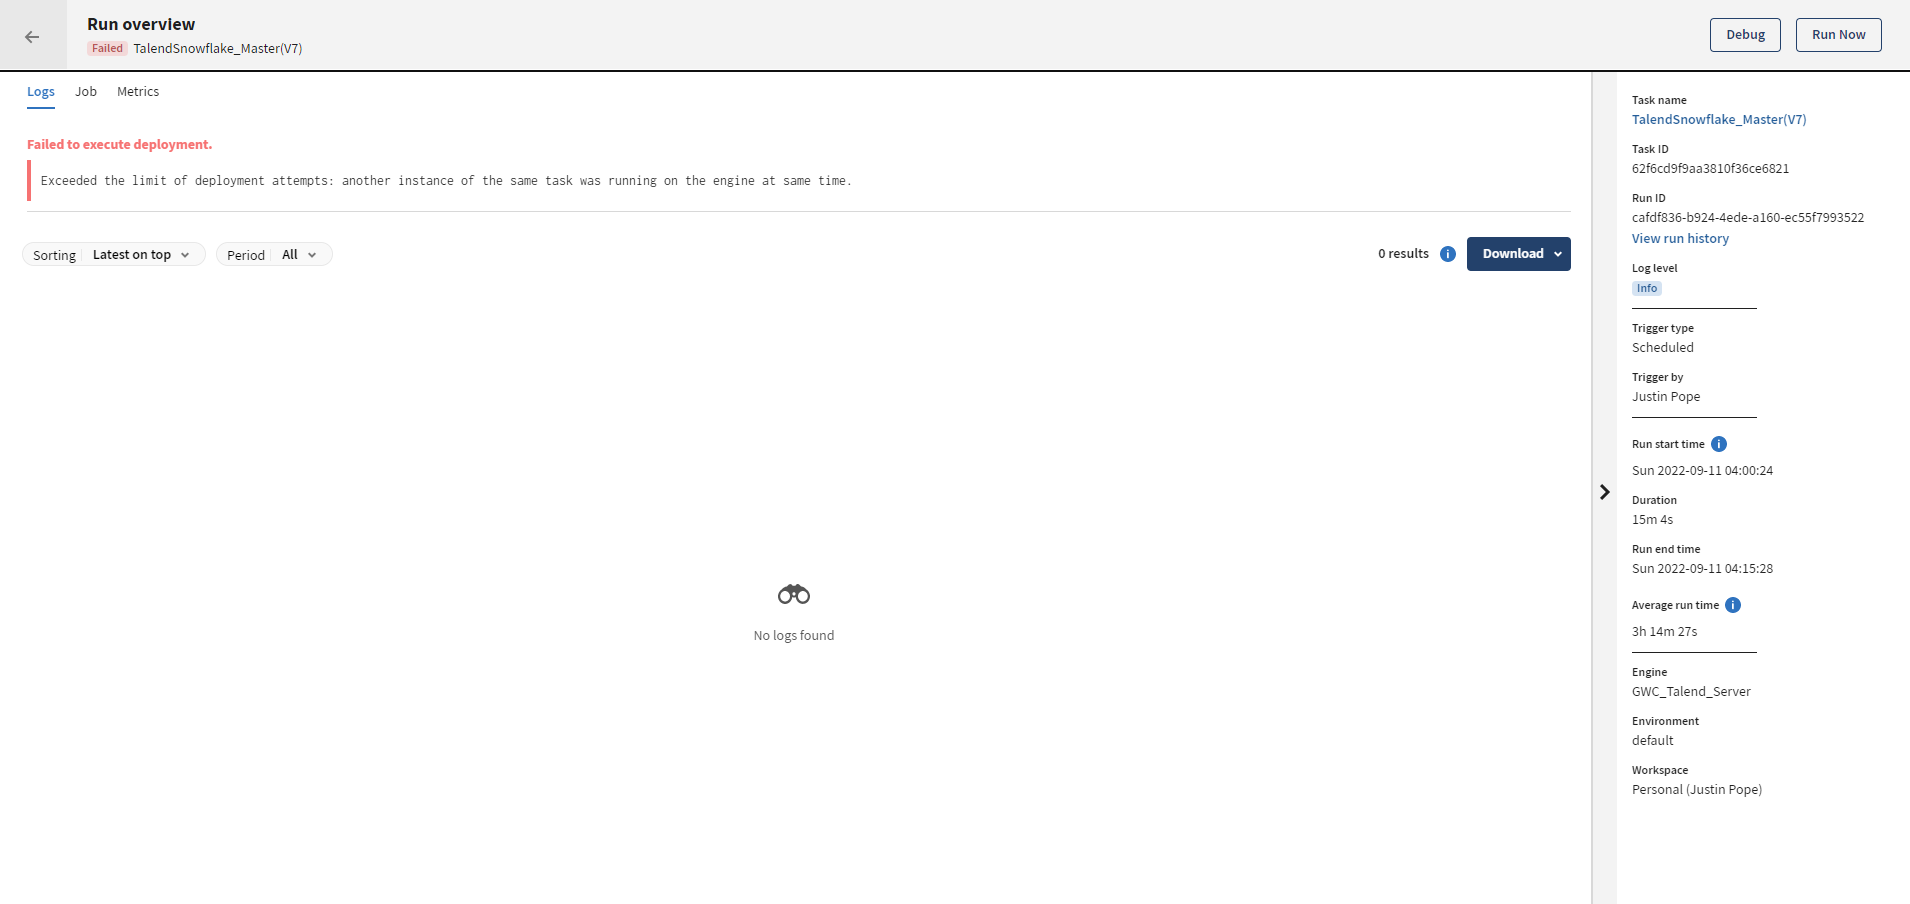 Run overview
Failed TalendSnowflake_Master(V7)
Debug
Run Now
Logs Job Metrics
Failed to execute deployment.
Exceeded the limit of deployment attempts: another instance of the same task was running on the engine at same time.
Sorting Latest on top
Period All
0 results
Download
No logs found
Task name
TalendSnowflake_Master(V7)
Task ID
62f6cd9f9aa3810f36ce6821
Run ID
cafdf836-b924-4ede-a160-ec55f7993522
View run history
Log level
Info
Trigger type
Scheduled
Trigger by
Justin Pope
Run start time
Sun 2022-09-11 04:00:24
Duration
15m 4s
Run end time
Sun 2022-09-11 04:15:28
Average run time
3h 14m 27s
Engine
GWC_Talend_Server
Environment
default
Workspace
Personal (Justin Pope)